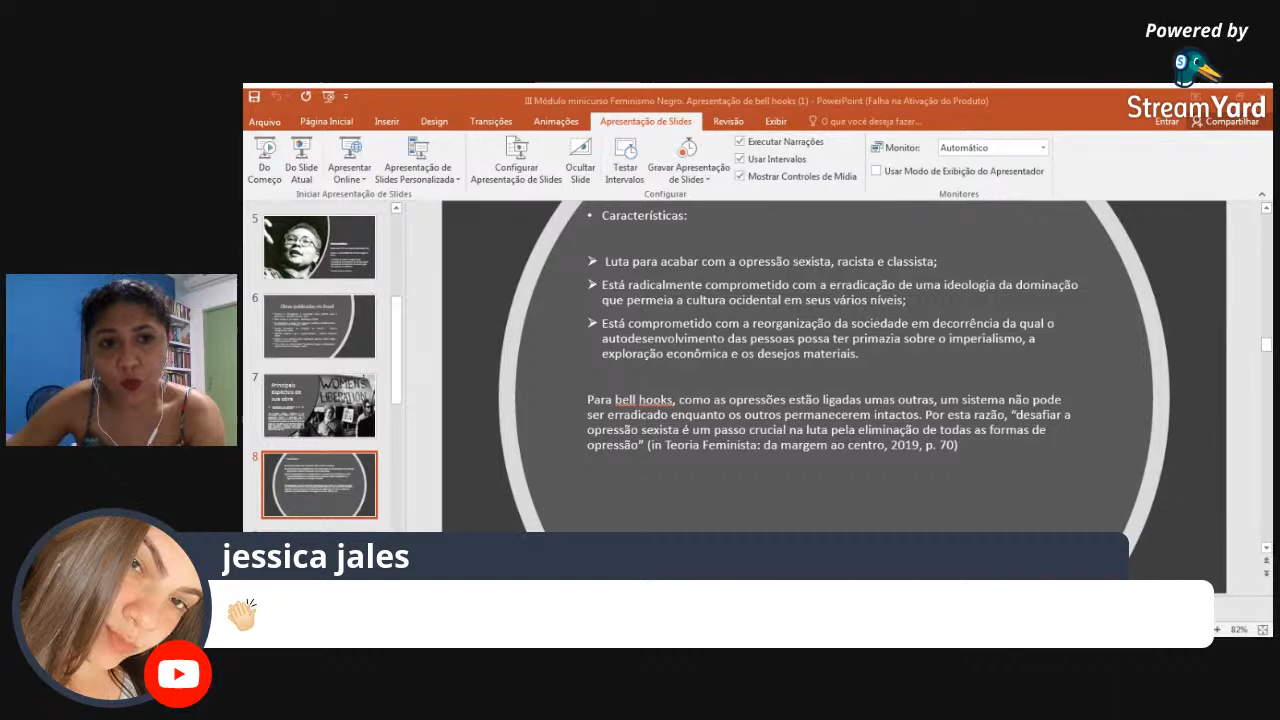 Powered by
StreamYard
III Módulo minicurso Feminismo Negro. Apresentação de bell hooks (1) - PowerPoint (Falha na Ativação do Produto)
Arquivo Página Inicial Inserir Design Transições Animações Apresentação de Slides Revisão Exibir O que você deseja fazer... Entrar Compartilhar
Do Começo
Do Slide Atual
Apresentar Online
Apresentação de Slides Personalizada
Configurar Apresentação de Slides
Ocultar Slide
Testar Intervalos
Gravar Apresentação de Slides
Executar Narrações
Usar Intervalos
Mostrar Controles de Mídia
Monitor: Automático
Usar Modo de Exibição do Apresentador
Iniciar Apresentação de Slides Configurar Monitores
5
6
Obras publicadas em Brasil
7
Principais
aspectos de
sua obra
WOMEN'S
LIBERATION
8
• Características:
➢ Luta para acabar com a opressão sexista, racista e classista;
➢ Está radicalmente comprometido com a erradicação de uma ideologia da dominação
que permeia a cultura ocidental em seus vários níveis;
➢ Está comprometido com a reorganização da sociedade em decorrência da qual o
autodesenvolvimento das pessoas possa ter primazia sobre o imperialismo, a
exploração econômica e os desejos materiais.
Para bell hooks, como as opressões estão ligadas umas outras, um sistema não pode
ser erradicado enquanto os outros permanecerem intactos. Por esta razão, “desafiar a
opressão sexista é um passo crucial na luta pela eliminação de todas as formas de
opressão” (in Teoria Feminista: da margem ao centro, 2019, p. 70)
82%
jessica jales
👏🏻